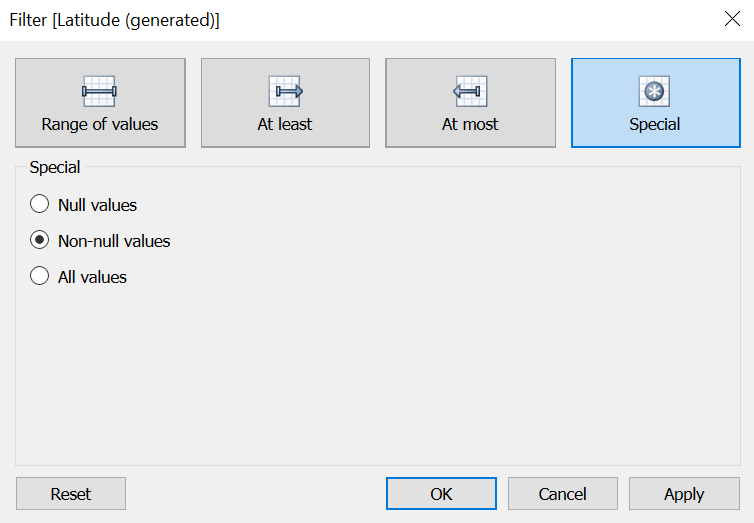 Filter [Latitude (generated)]
Range of values
At least
At most
Special
Special
Null values
Non-null values
All values
Reset
OK
Cancel
Apply